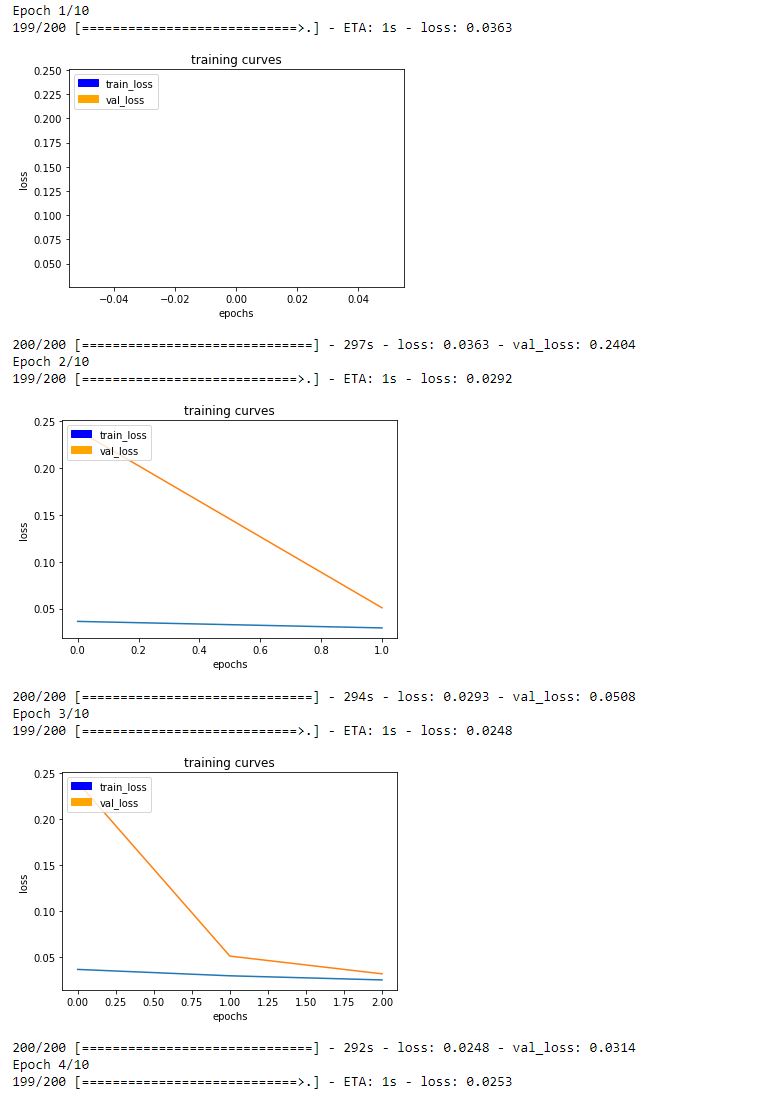 Epoch 1/10
199/200 [============================>.] - ETA: 1s - loss: 0.0363
training curves
train_loss
val_loss
0.250
0.225
0.200
0.175
0.150
0.125
0.100
0.075
0.050
loss
−0.04 −0.02 0.00 0.02 0.04
epochs
200/200 [==============================] - 297s - loss: 0.0363 - val_loss: 0.2404
Epoch 2/10
199/200 [============================>.] - ETA: 1s - loss: 0.0292
training curves
train_loss
val_loss
0.25
0.20
0.15
0.10
0.05
loss
0.0 0.2 0.4 0.6 0.8 1.0
epochs
200/200 [==============================] - 294s - loss: 0.0293 - val_loss: 0.0508
Epoch 3/10
199/200 [============================>.] - ETA: 1s - loss: 0.0248
training curves
train_loss
val_loss
0.25
0.20
0.15
0.10
0.05
loss
0.00 0.25 0.50 0.75 1.00 1.25 1.50 1.75 2.00
epochs
200/200 [==============================] - 292s - loss: 0.0248 - val_loss: 0.0314
Epoch 4/10
199/200 [============================>.] - ETA: 1s - loss: 0.0253